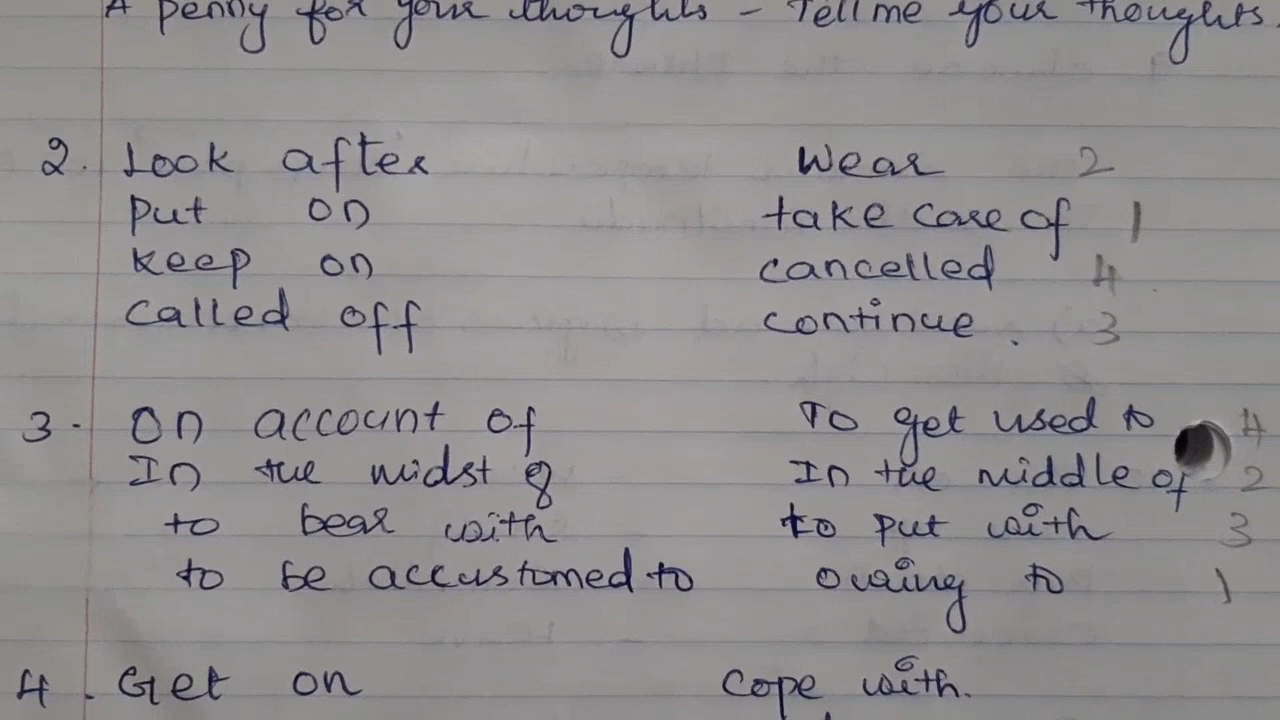 A penny for your thoughts - Tell me your thoughts.
2. Look after Wear 2
Put on take care of 1
keep on cancelled 4
called off continue. 3
3. On account of To get used to 4
In the midst of In the middle of 2
to bear with to put with 3
to be accustomed to owing to 1
4. Get on Cope with.